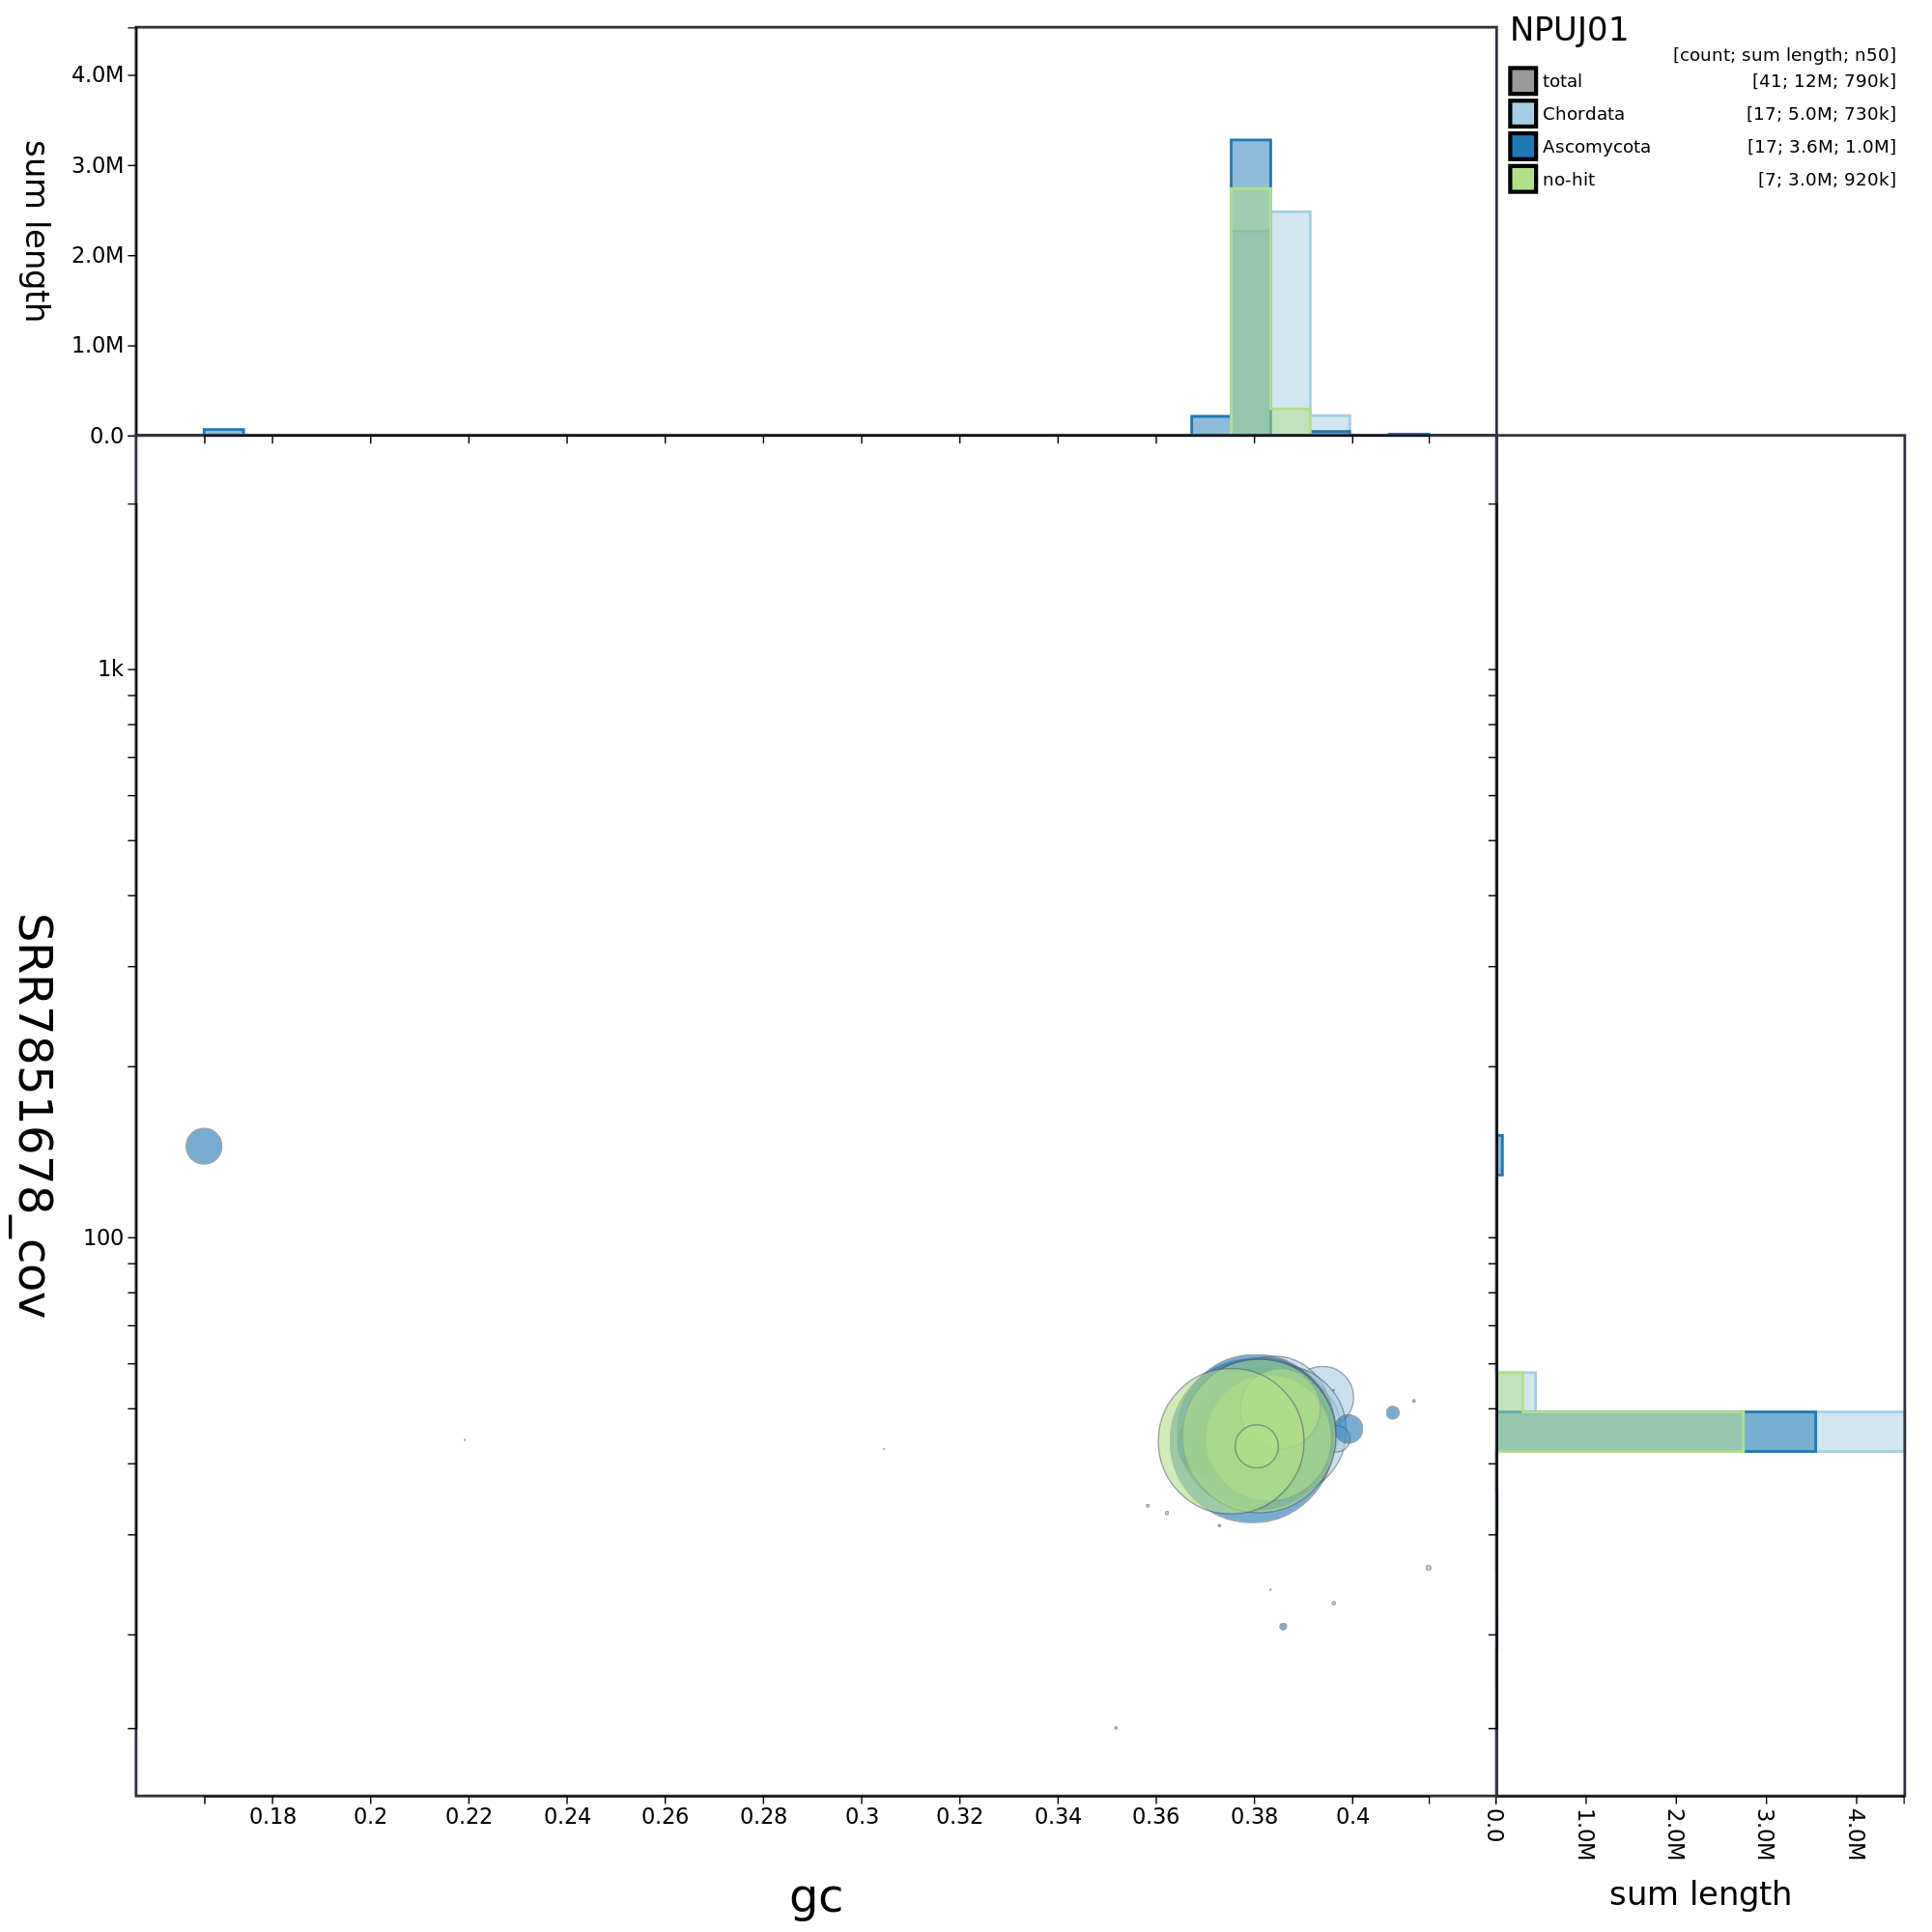 NPUJ01
[count; sum length; n50]
total [41; 12M; 790k]
Chordata [17; 5.0M; 730k]
Ascomycota [17; 3.6M; 1.0M]
no-hit [7; 3.0M; 920k]
sum length
4.0M
3.0M
2.0M
1.0M
0.0
SRR7851678_cov
1k
100
0.18 0.2 0.22 0.24 0.26 0.28 0.3 0.32 0.34 0.36 0.38 0.4
gc
0.0 1.0M 2.0M 3.0M 4.0M
sum length